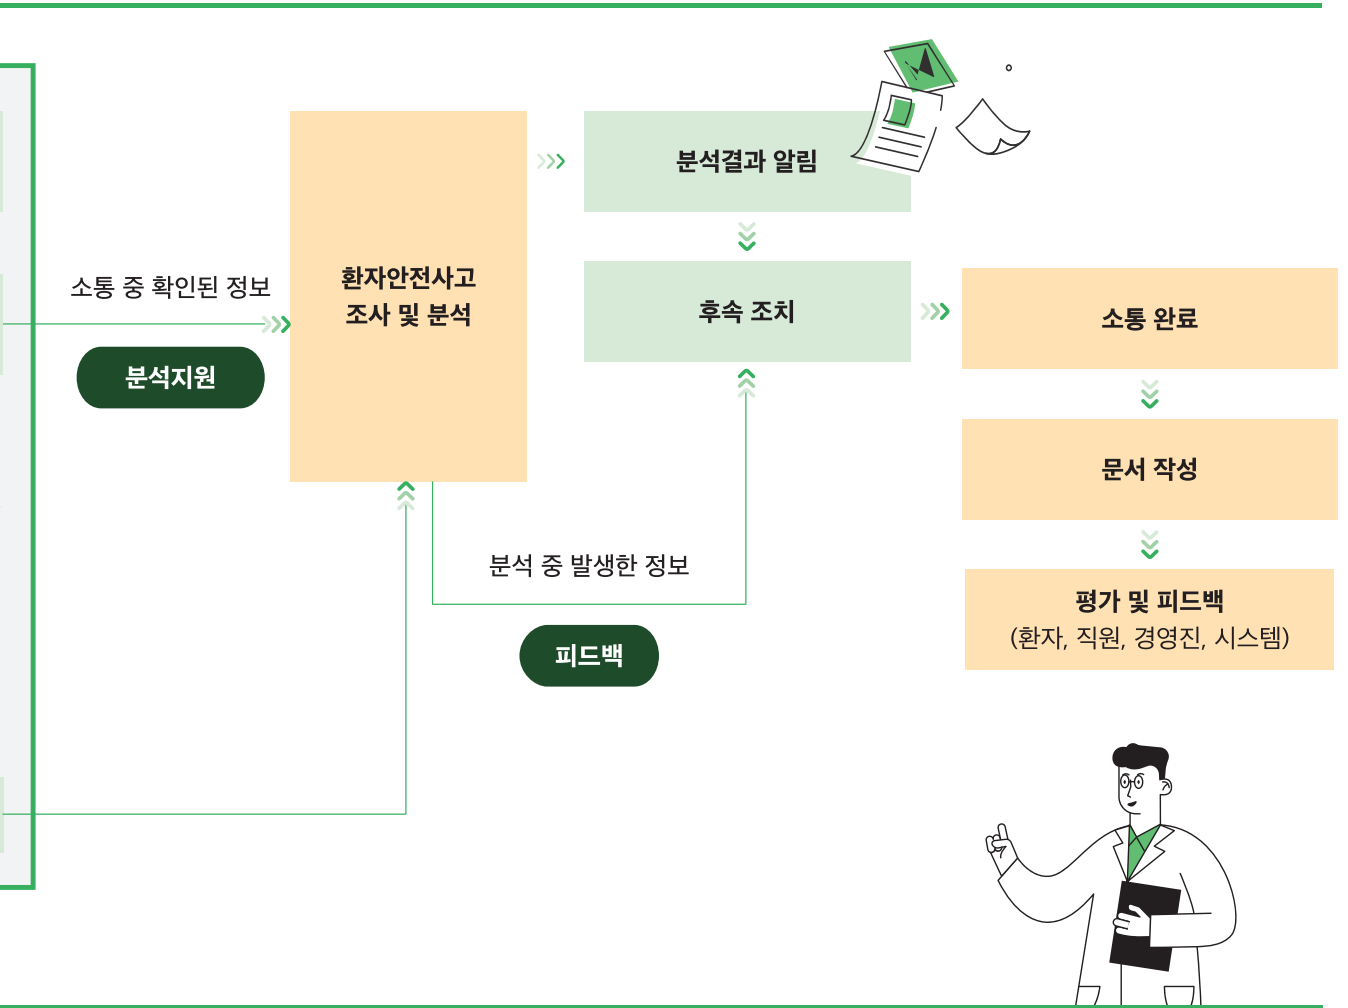 소통 중 확인된 정보
분석지원
환자안전사고
조사 및 분석
분석결과 알림
후속 조치
분석 중 발생한 정보
피드백
소통 완료
문서 작성
평가 및 피드백
(환자, 직원, 경영진, 시스템)